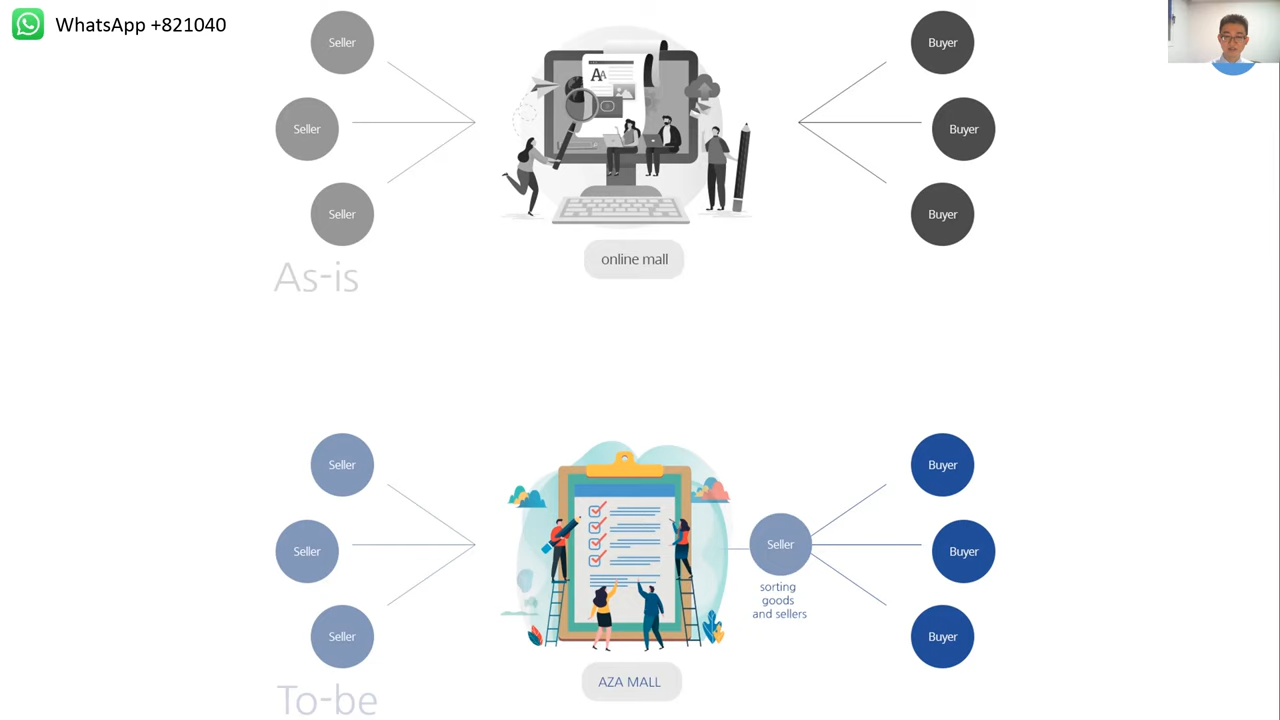 WhatsApp +821040
Seller
Buyer
Seller
Buyer
Seller
Buyer
online mall
As-is
Seller
Buyer
Seller
Seller
Buyer
sorting
goods
and sellers
Seller
Buyer
AZA MALL
To-be